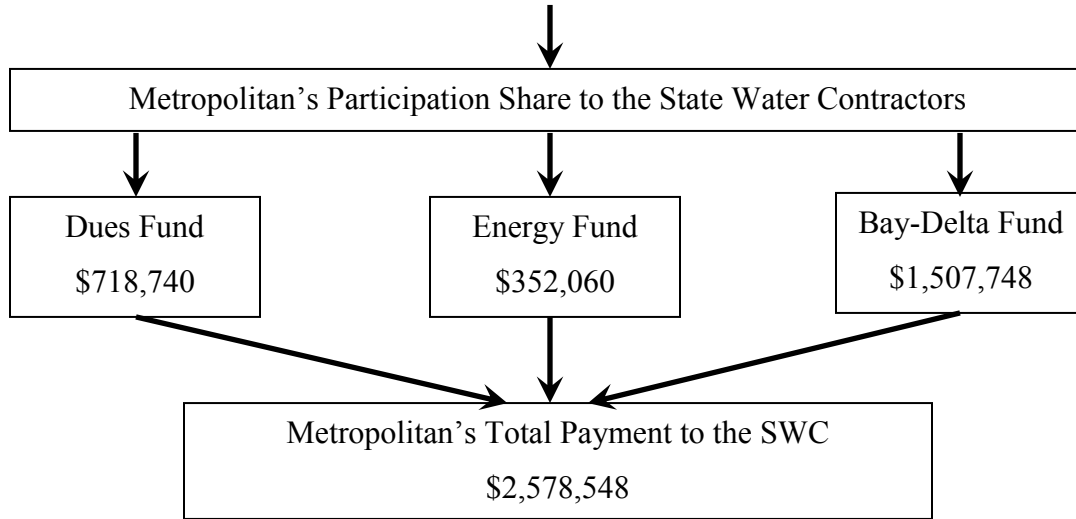 Metropolitan’s Participation Share to the State Water Contractors
Dues Fund
$718,740
Energy Fund
$352,060
Bay-Delta Fund
$1,507,748
Metropolitan’s Total Payment to the SWC
$2,578,548